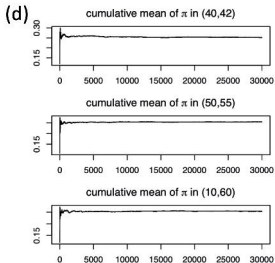 (d)
cumulative mean of π in (40,42)
0.15 0.30
0 5000 10000 15000 20000 25000 30000
cumulative mean of π in (50,55)
0.15
0 5000 10000 15000 20000 25000 30000
cumulative mean of π in (10,60)
0.15
0 5000 10000 15000 20000 25000 30000